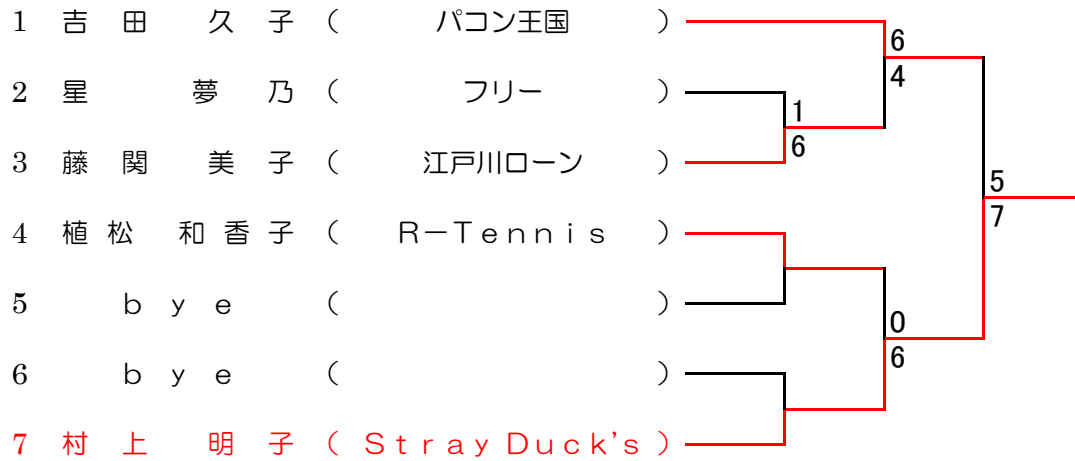 1 吉田 久子 ( パコン王国 )
6
4
2 星 夢乃 ( フリー )
1
6
3 藤関 美子 ( 江戸川ローン )
5
7
4 植松 和香子 ( R-Tennis )
5 bye ( )
0
6
6 bye ( )
7 村上 明子 ( Stray Duck's )